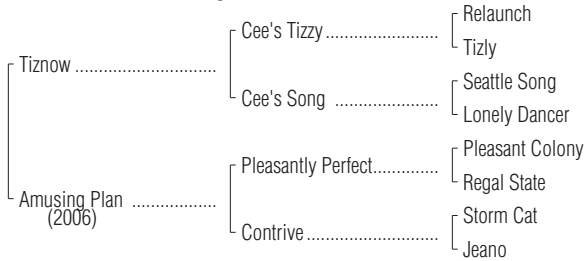 Relaunch
Cee's Tizzy
Tizly
Tiznow
Seattle Song
Cee's Song
Lonely Dancer
Pleasant Colony
Pleasantly Perfect
Regal State
Amusing Plan
(2006)
Storm Cat
Contrive
Jeano